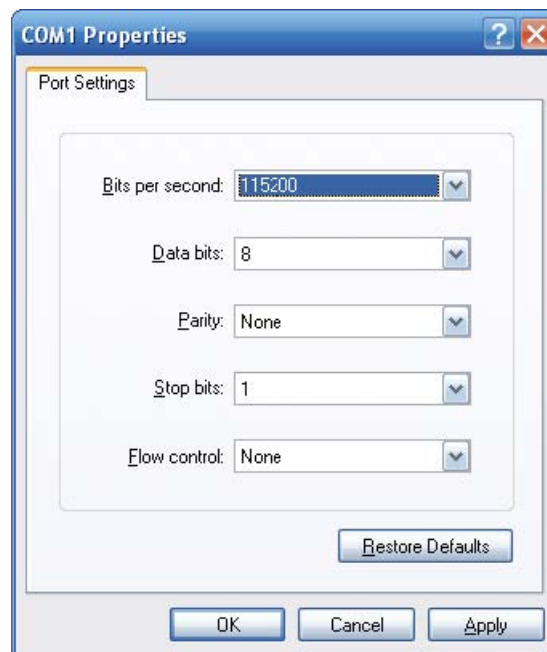 COM1 Properties
Port Settings
Bits per second: 115200
Data bits: 8
Parity: None
Stop bits: 1
Flow control: None
Restore Defaults
OK Cancel Apply